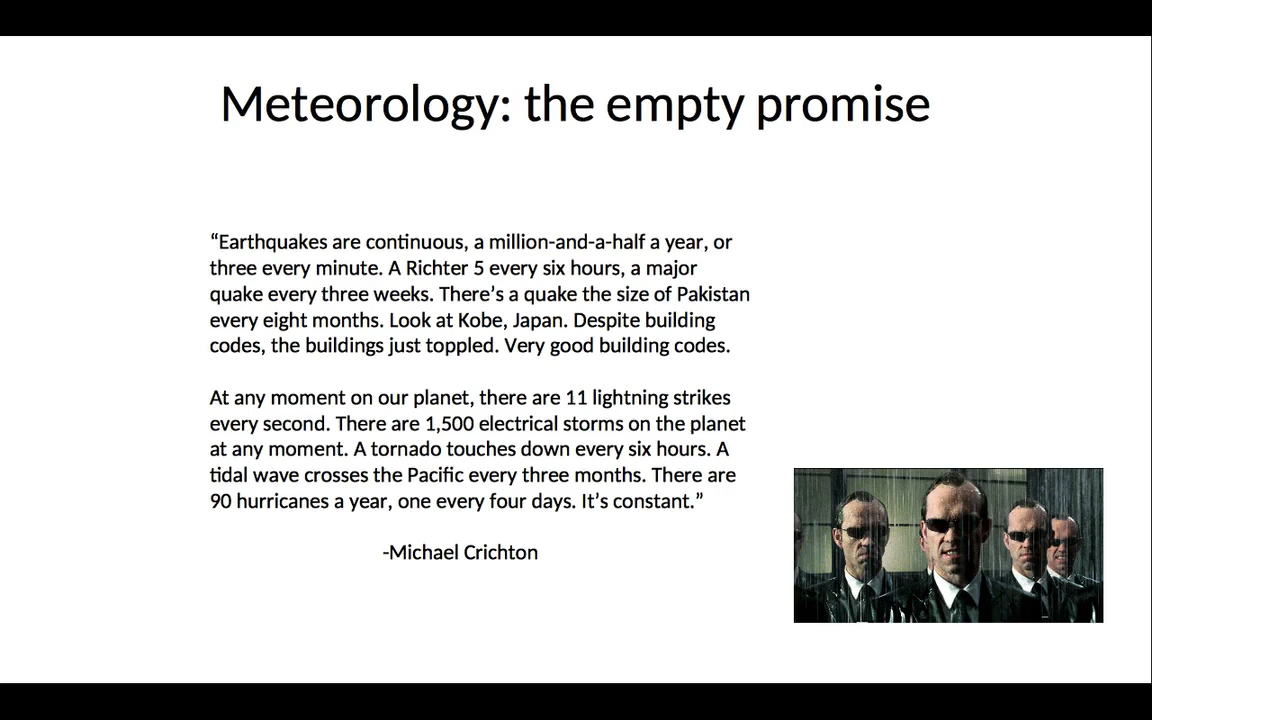 Meteorology: the empty promise
“Earthquakes are continuous, a million-and-a-half a year, or
three every minute. A Richter 5 every six hours, a major
quake every three weeks. There’s a quake the size of Pakistan
every eight months. Look at Kobe, Japan. Despite building
codes, the buildings just toppled. Very good building codes.
At any moment on our planet, there are 11 lightning strikes
every second. There are 1,500 electrical storms on the planet
at any moment. A tornado touches down every six hours. A
tidal wave crosses the Pacific every three months. There are
90 hurricanes a year, one every four days. It’s constant.”
-Michael Crichton